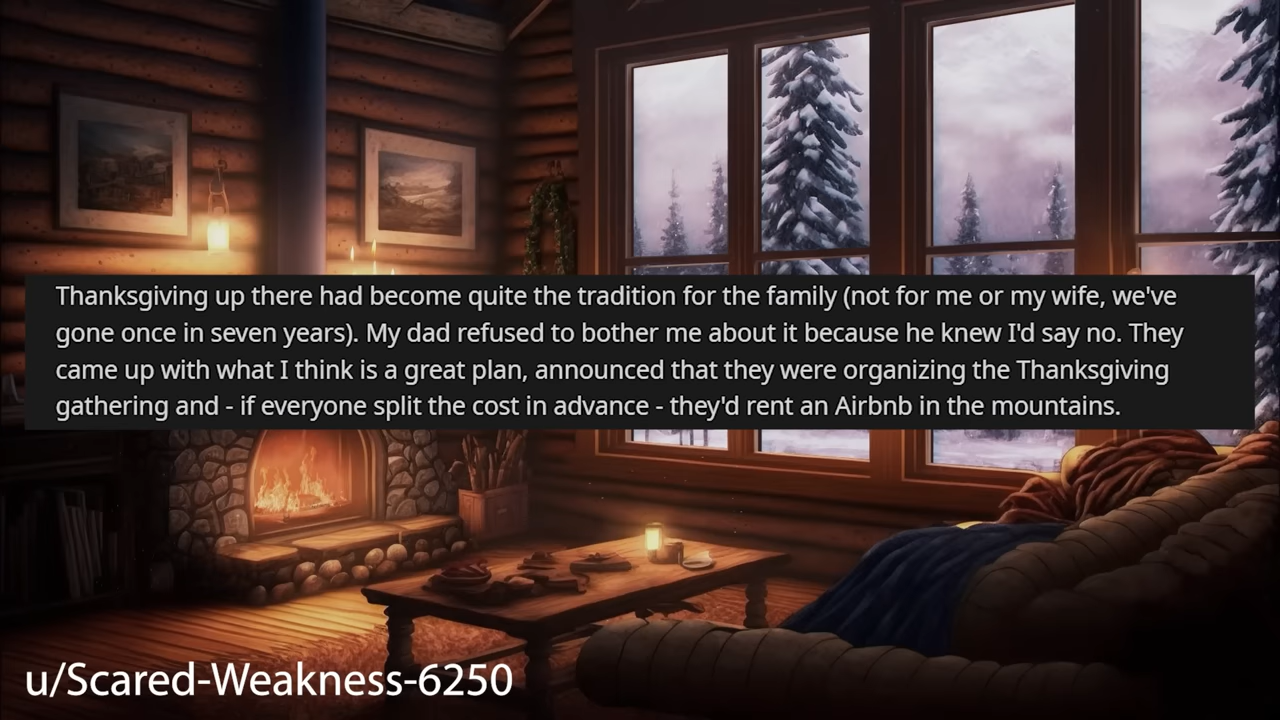 Thanksgiving up there had become quite the tradition for the family (not for me or my wife, we've
gone once in seven years). My dad refused to bother me about it because he knew I'd say no. They
came up with what I think is a great plan, announced that they were organizing the Thanksgiving
gathering and - if everyone split the cost in advance - they'd rent an Airbnb in the mountains.
u/Scared-Weakness-6250